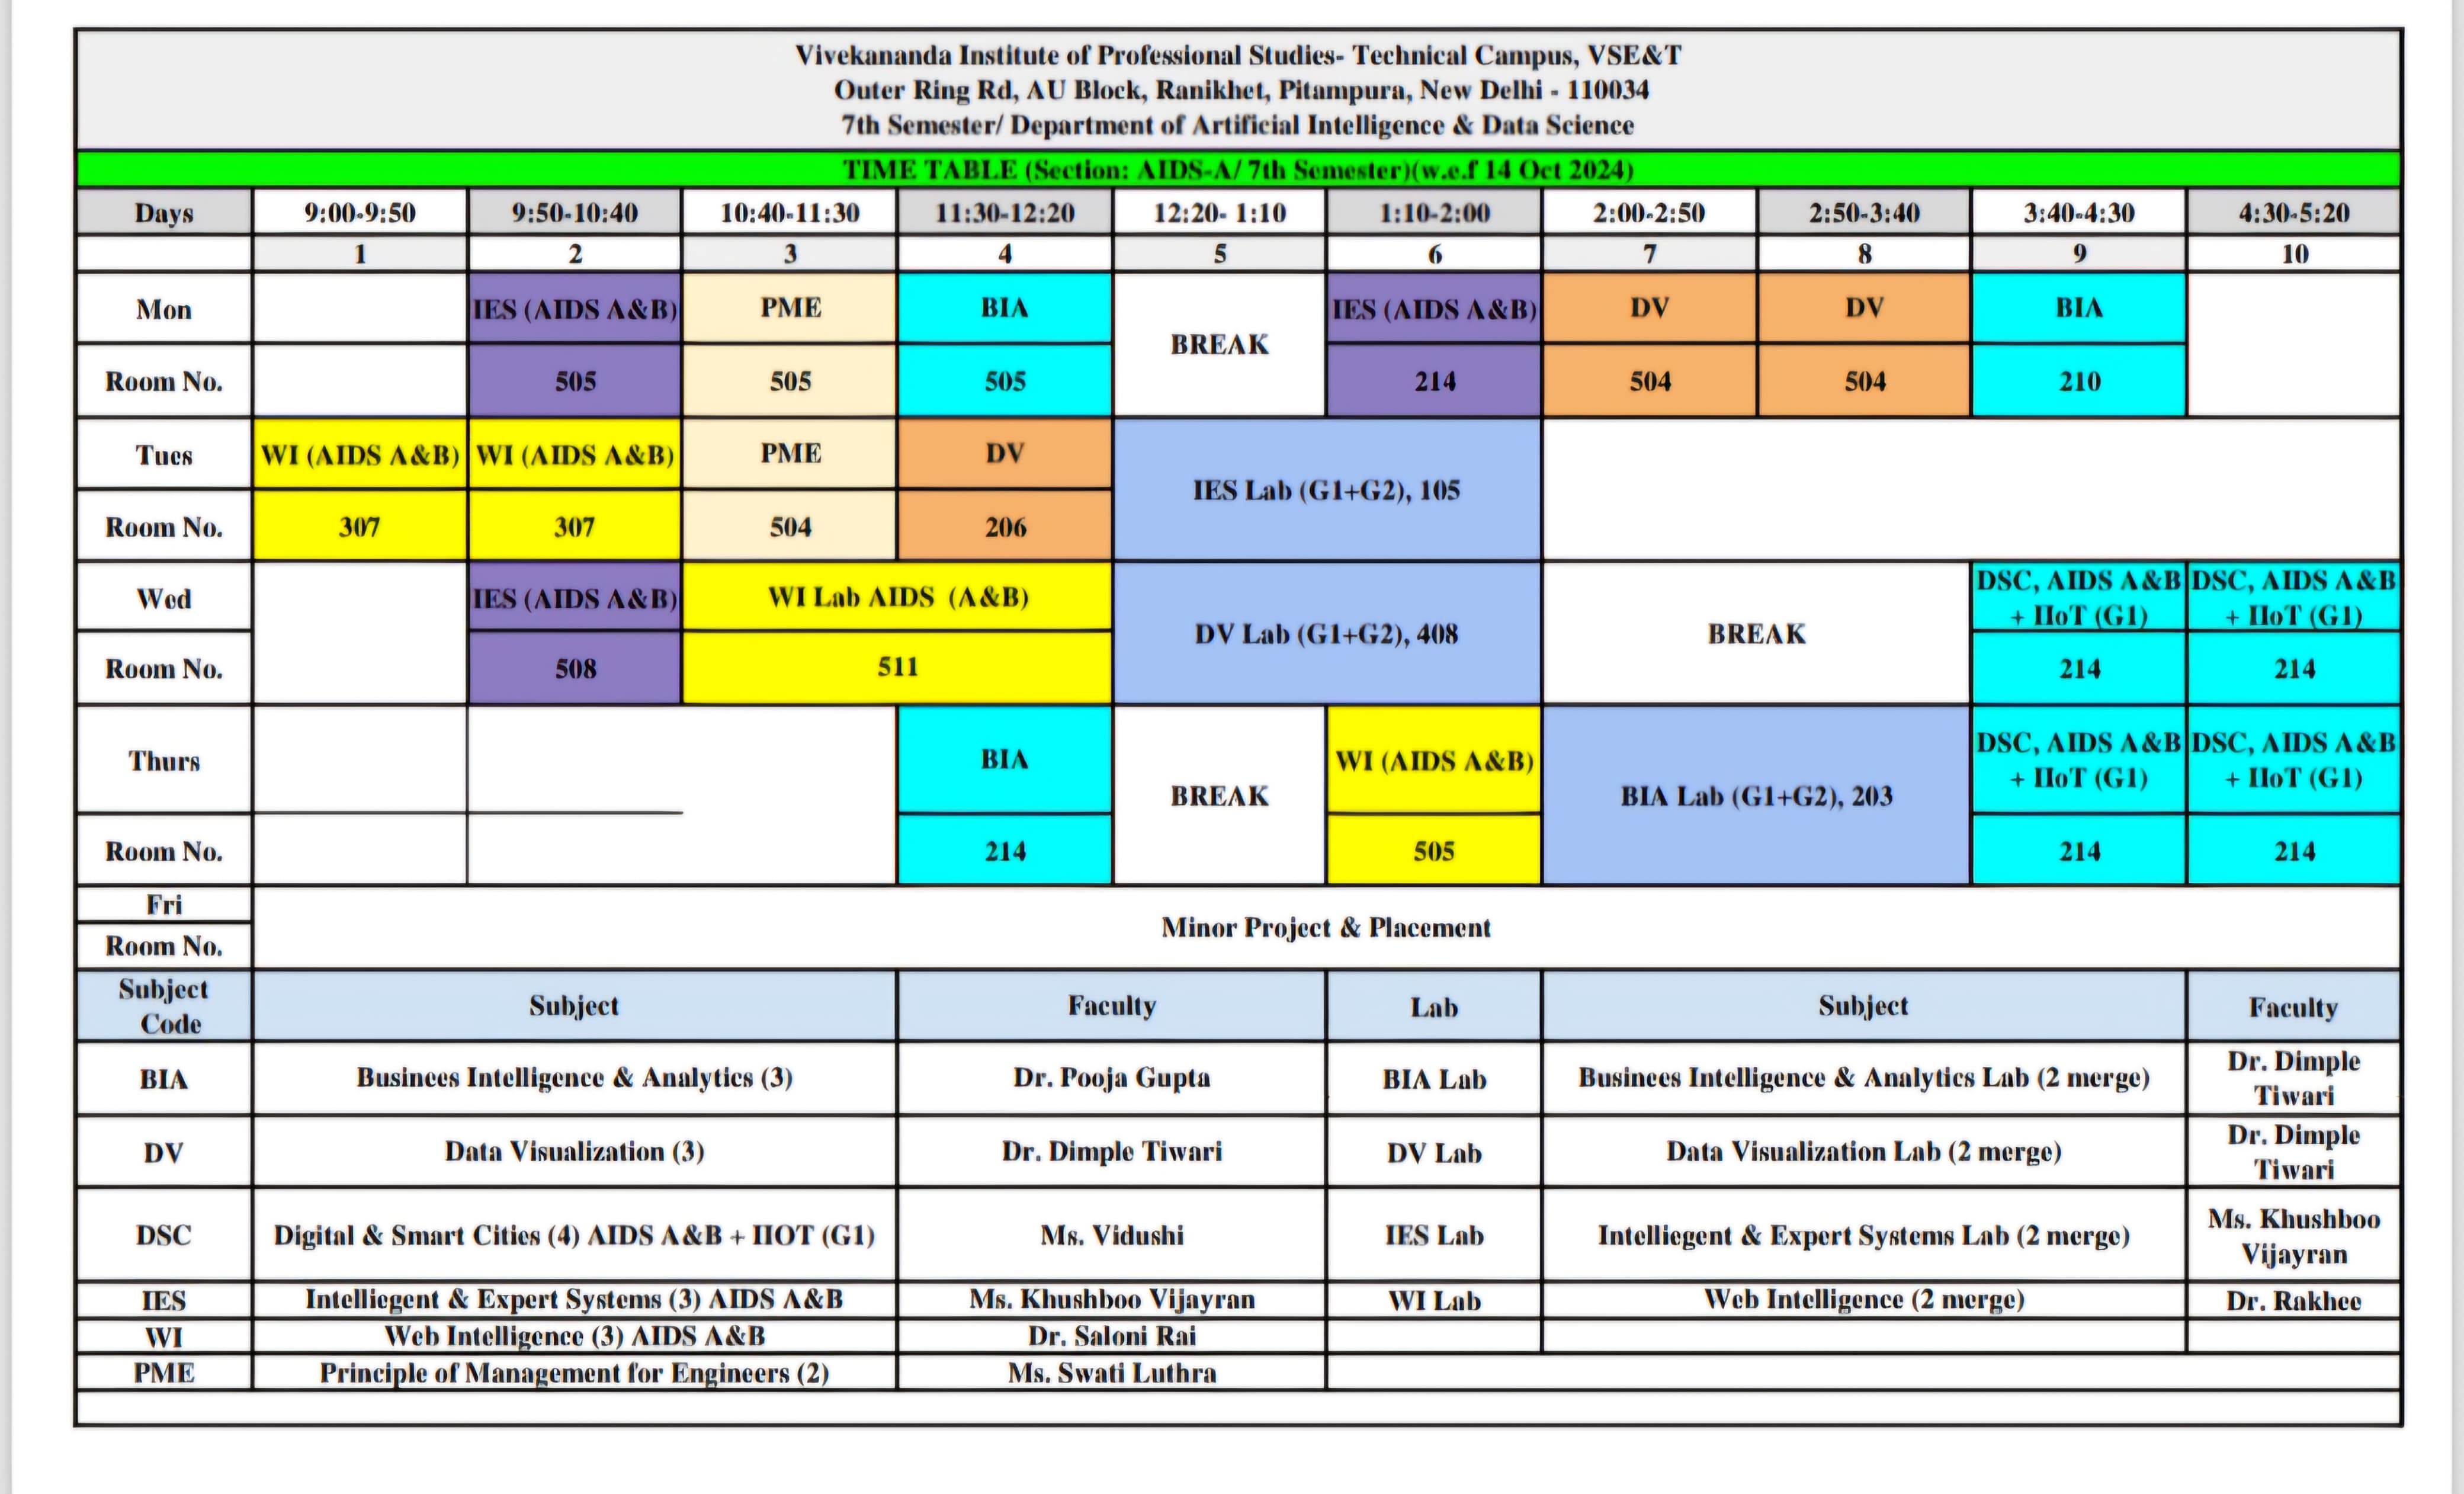 Vivekananda Institute of Professional Studies- Technical Campus, VSE&T
Outer Ring Rd, AU Block, Ranikhet, Pitampura, New Delhi - 110034
7th Semester/ Department of Artificial Intelligence & Data Science
TIME TABLE (Section: AIDS-A/ 7th Semester)(w.e.f 14 Oct 2024)
Days 9:00-9:50 9:50-10:40 10:40-11:30 11:30-12:20 12:20- 1:10 1:10-2:00 2:00-2:50 2:50-3:40 3:40-4:30 4:30-5:20
1 2 3 4 5 6 7 8 9 10
Mon IES (AIDS A&B) PME BIA BREAK IES (AIDS A&B) DV DV BIA
Room No. 505 505 505 214 504 504 210
Tues WI (AIDS A&B) WI (AIDS A&B) PME DV IES Lab (G1+G2), 105
Room No. 307 307 504 206
Wed IES (AIDS A&B) WI Lab AIDS (A&B) DV Lab (G1+G2), 408 BREAK DSC, AIDS A&B + IIoT (G1) DSC, AIDS A&B + IIoT (G1)
Room No. 508 511 214 214
Thurs BIA BREAK WI (AIDS A&B) BIA Lab (G1+G2), 203 DSC, AIDS A&B + IIoT (G1) DSC, AIDS A&B + IIoT (G1)
Room No. 214 505 214 214
Fri Minor Project & Placement
Room No.
Subject Code Subject Faculty Lab Subject Faculty
BIA Businees Intelligence & Analytics (3) Dr. Pooja Gupta BIA Lab Businees Intelligence & Analytics Lab (2 merge) Dr. Dimple Tiwari
DV Data Visualization (3) Dr. Dimple Tiwari DV Lab Data Visualization Lab (2 merge) Dr. Dimple Tiwari
DSC Digital & Smart Cities (4) AIDS A&B + IIOT (G1) Ms. Vidushi IES Lab Intelliegent & Expert Systems Lab (2 merge) Ms. Khushboo Vijayran
IES Intelliegent & Expert Systems (3) AIDS A&B Ms. Khushboo Vijayran WI Lab Web Intelligence (2 merge) Dr. Rakhee
WI Web Intelligence (3) AIDS A&B Dr. Saloni Rai
PME Principle of Management for Engineers (2) Ms. Swati Luthra